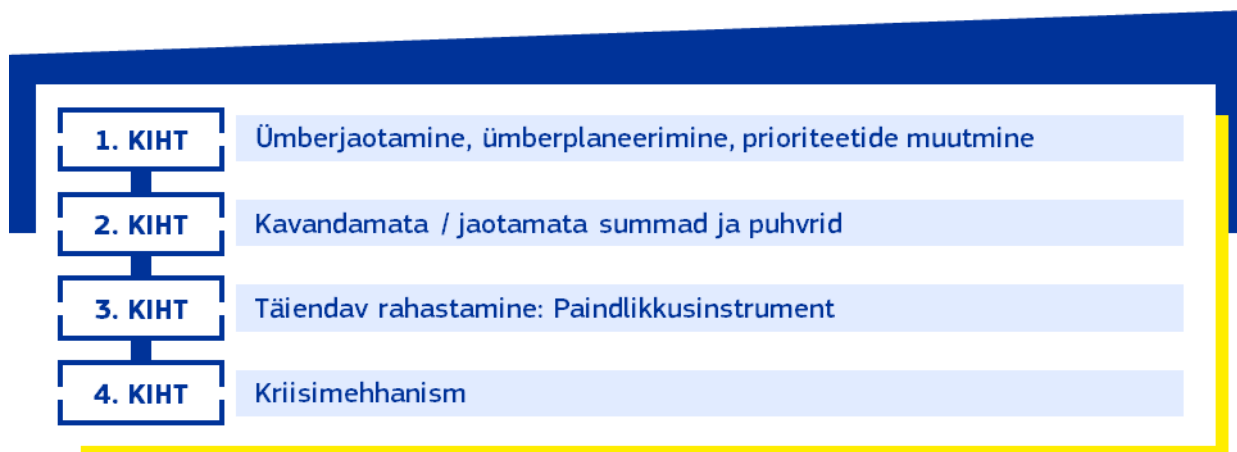 1. KIHT Ümberjaotamine, ümberplaneerimine, prioriteetide muutmine
2. KIHT Kavandamata / jaotamata summad ja puhvrid
3. KIHT Täiendav rahastamine: Paindlikkusinstrument
4. KIHT Kriisimehhanism